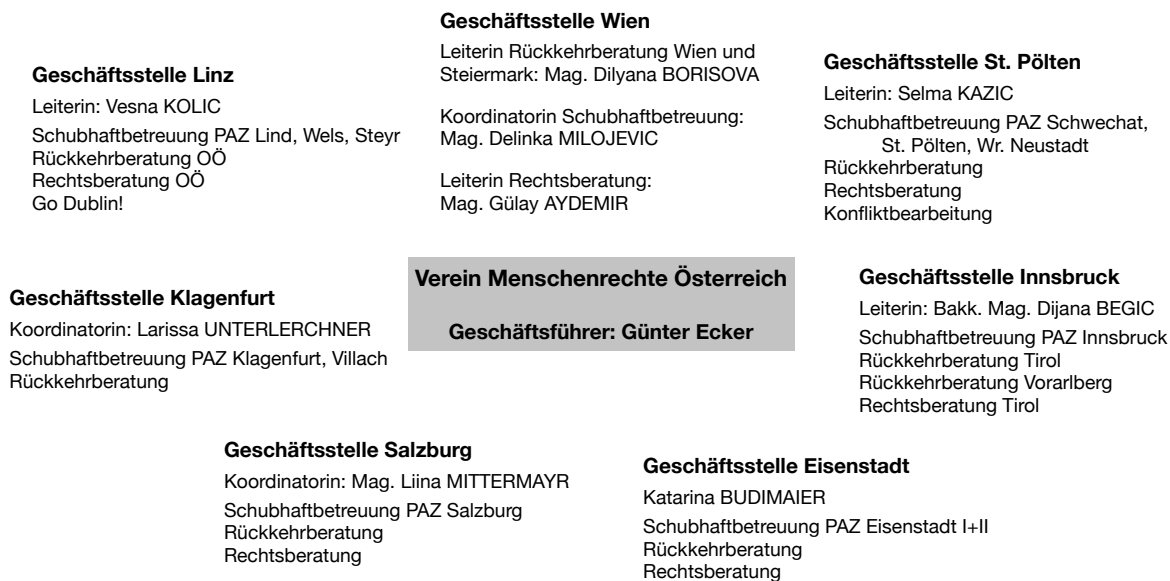 Geschäftsstelle Wien
Leiterin Rückkehrberatung Wien und
Steiermark: Mag. Dilyana BORISOVA
Koordinatorin Schubhaftbetreuung:
Mag. Delinka MILOJEVIC
Leiterin Rechtsberatung:
Mag. Gülay AYDEMIR
Geschäftsstelle Linz
Leiterin: Vesna KOLIC
Schubhaftbetreuung PAZ Lind, Wels, Steyr
Rückkehrberatung OÖ
Rechtsberatung OÖ
Go Dublin!
Geschäftsstelle St. Pölten
Leiterin: Selma KAZIC
Schubhaftbetreuung PAZ Schwechat,
St. Pölten, Wr. Neustadt
Rückkehrberatung
Rechtsberatung
Konfliktbearbeitung
Verein Menschenrechte Österreich
Geschäftsführer: Günter Ecker
Geschäftsstelle Klagenfurt
Koordinatorin: Larissa UNTERLERCHNER
Schubhaftbetreuung PAZ Klagenfurt, Villach
Rückkehrberatung
Geschäftsstelle Innsbruck
Leiterin: Bakk. Mag. Dijana BEGIC
Schubhaftbetreuung PAZ Innsbruck
Rückkehrberatung Tirol
Rückkehrberatung Vorarlberg
Rechtsberatung Tirol
Geschäftsstelle Salzburg
Koordinatorin: Mag. Liina MITTERMAYR
Schubhaftbetreuung PAZ Salzburg
Rückkehrberatung
Rechtsberatung
Geschäftsstelle Eisenstadt
Katarina BUDIMAIER
Schubhaftbetreuung PAZ Eisenstadt I+II
Rückkehrberatung
Rechtsberatung